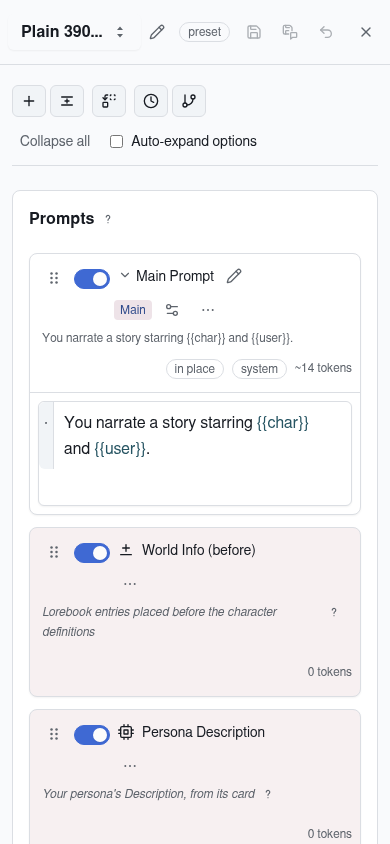 Plain 390...
preset
Collapse all
Auto-expand options
Prompts ?
Main Prompt
Main
You narrate a story starring {{char}} and {{user}}.
in place
system
~14 tokens
You narrate a story starring {{char}}
and {{user}}.
World Info (before)
Lorebook entries placed before the character
definitions
?
0 tokens
Persona Description
Your persona's Description, from its card ?
0 tokens